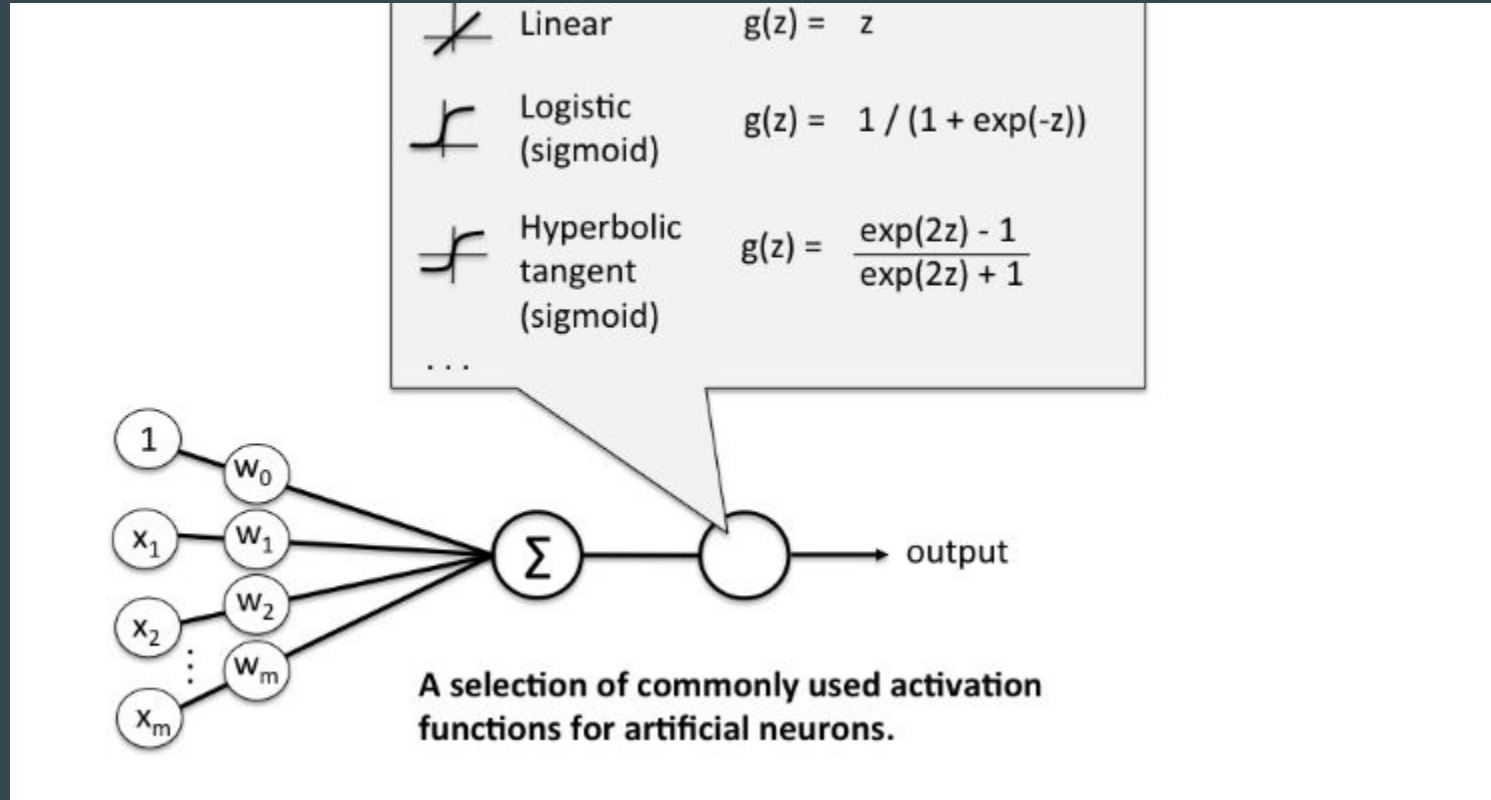 Linear g(z) = z
Logistic
(sigmoid) g(z) = 1 / (1 + exp(-z))
Hyperbolic
tangent
(sigmoid) g(z) = exp(2z) - 1
exp(2z) + 1
. . .
1
w₀
x₁ w₁
Σ output
x₂ w₂
⋮
xₘ wₘ
A selection of commonly used activation
functions for artificial neurons.